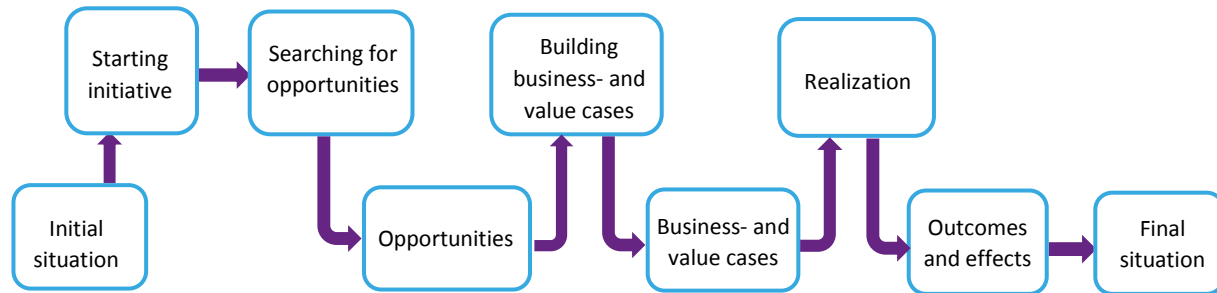 Starting
initiative
Searching for
opportunities
Building
business- and
value cases
Realization
Initial
situation
Opportunities
Business- and
value cases
Outcomes
and effects
Final
situation